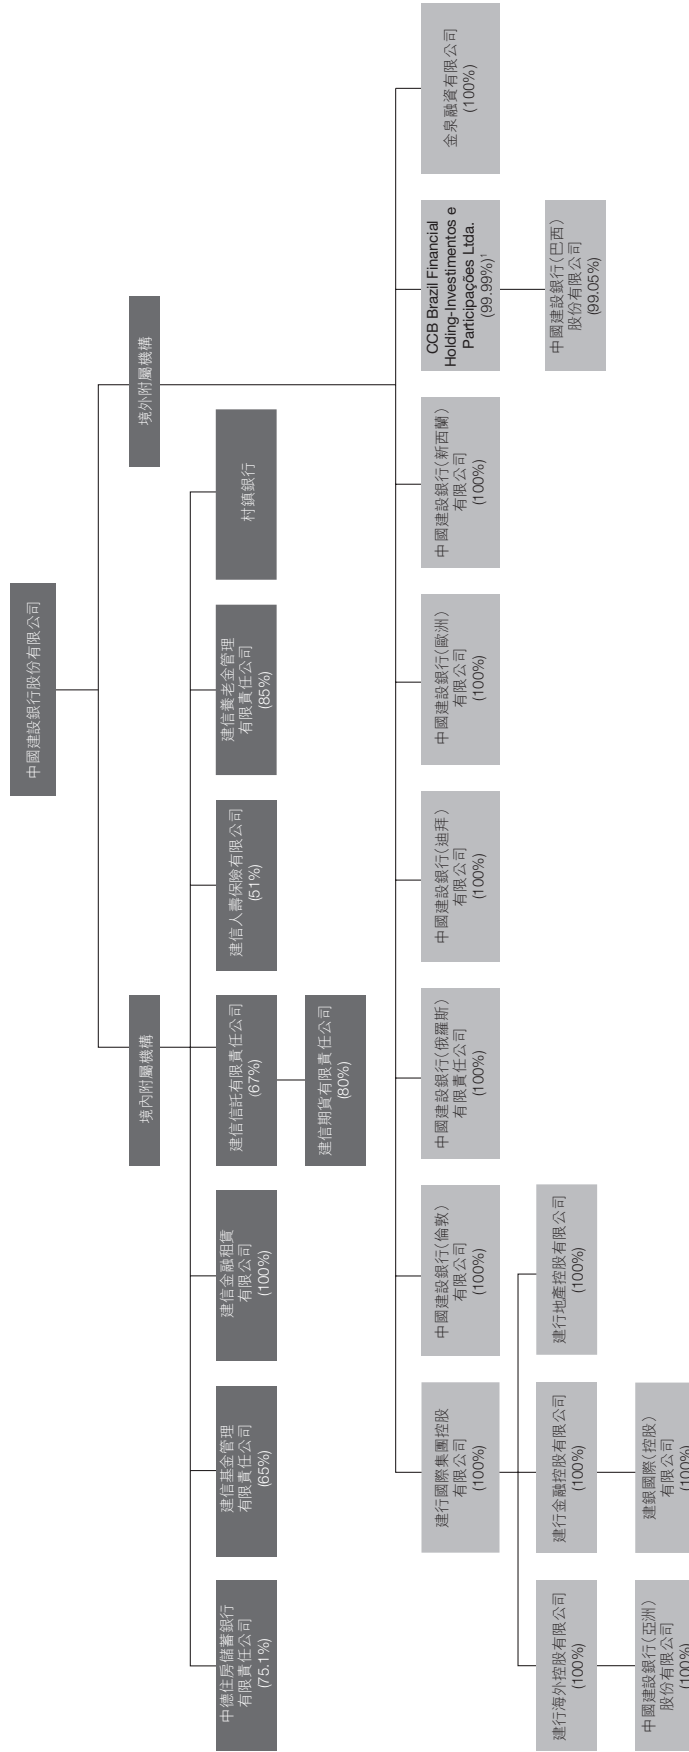 中國建設銀行股份有限公司
境內附屬機構
境外附屬機構
中德住房儲蓄銀行
有限責任公司
(75.1%)
建信基金管理
有限責任公司
(65%)
建信金融租賃
有限公司
(100%)
建信信託有限責任公司
(67%)
建信人壽保險有限公司
(51%)
建信養老金管理
有限責任公司
(85%)
村鎮銀行
建信期貨有限責任公司
(80%)
建行國際集團控股
有限公司
(100%)
中國建設銀行(倫敦)
有限公司
(100%)
中國建設銀行(俄羅斯)
有限責任公司
(100%)
中國建設銀行(迪拜)
有限公司
(100%)
中國建設銀行(歐洲)
有限公司
(100%)
中國建設銀行(新西蘭)
有限公司
(100%)
CCB Brazil Financial
Holding-Investimentos e
Participações Ltda.
(99.99%)¹
金泉融資有限公司
(100%)
建行海外控股有限公司
(100%)
建行金融控股有限公司
(100%)
建行地產控股有限公司
(100%)
中國建設銀行(巴西)
股份有限公司
(99.05%)
中國建設銀行(亞洲)
股份有限公司
(100%)
建銀國際(控股)
有限公司
(100%)